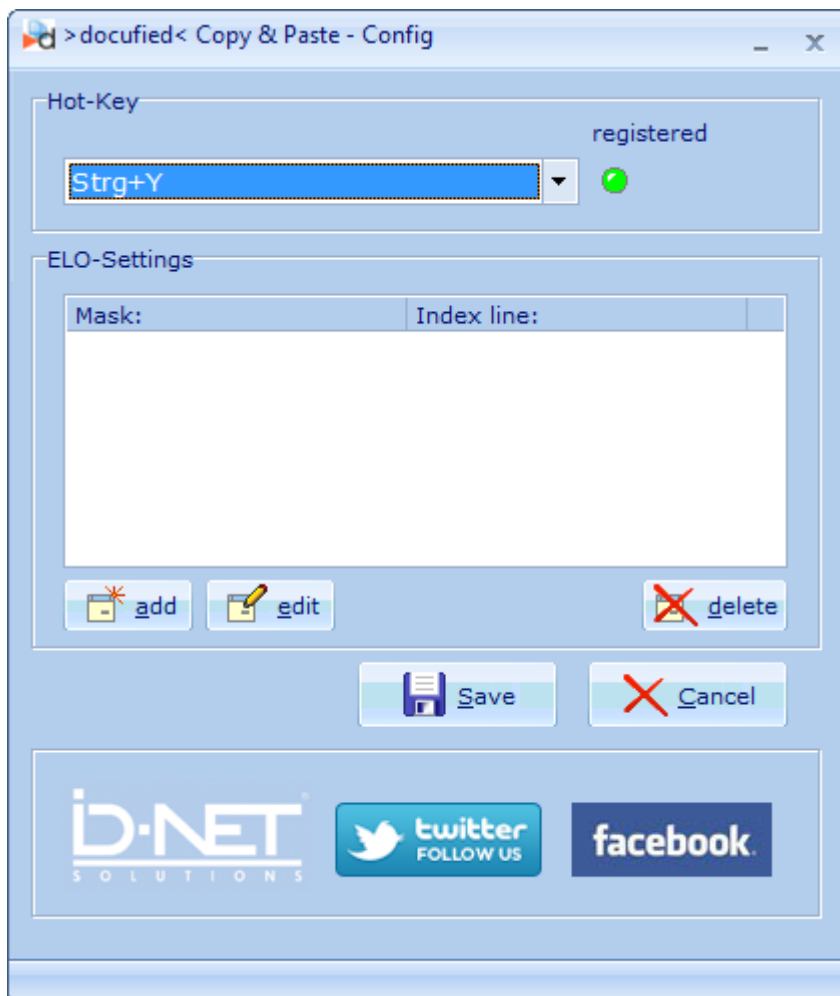 >docufied< Copy & Paste - Config
Hot-Key
registered
Strg+Y
ELO-Settings
Mask: Index line:
add edit delete
Save Cancel
iD·NET
SOLUTIONS
twitter
FOLLOW US
facebook.